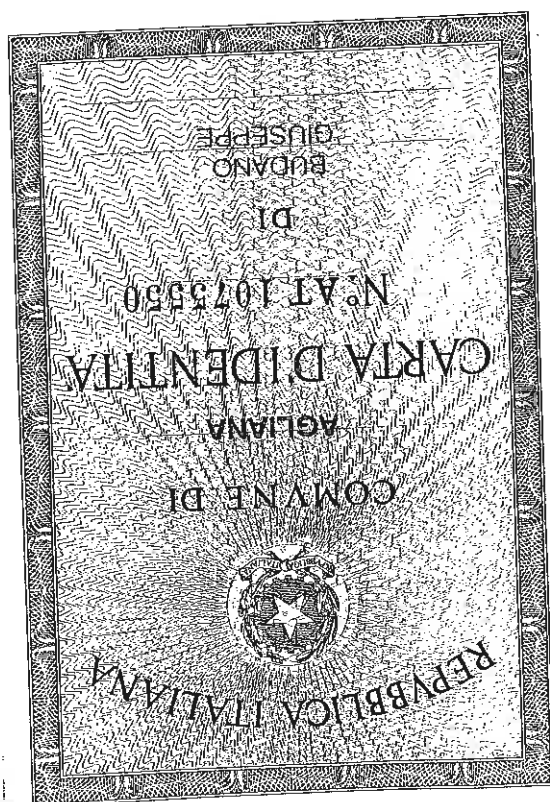 REPVBBLICA ITALIANA
COMVNE DI
AGLIANA
CARTA D'IDENTITA
N° AT 1075550
DI
BUDANO
GIUSEPPE